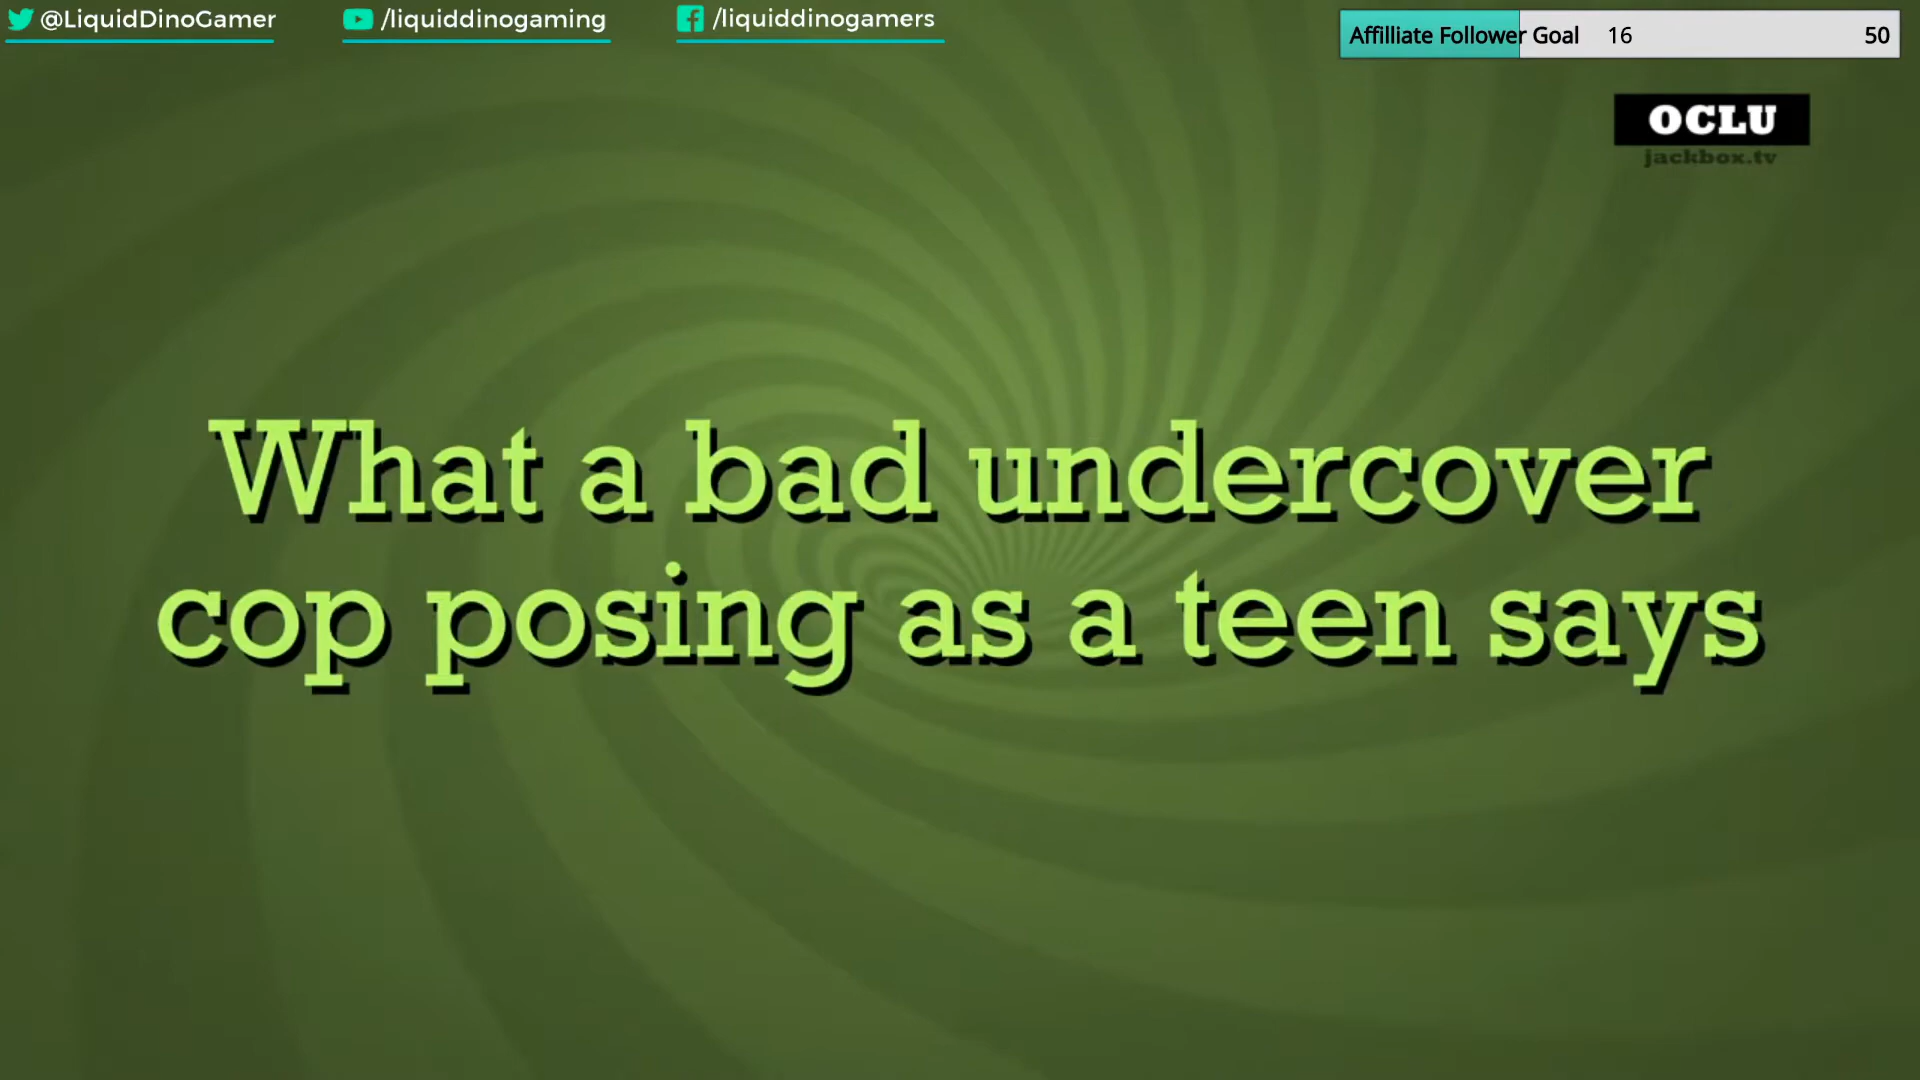 @LiquidDinoGamer /liquiddinogaming /liquiddinogamers
Affilliate Follower Goal 16 50
OCLU
jackbox.tv
What a bad undercover
cop posing as a teen says